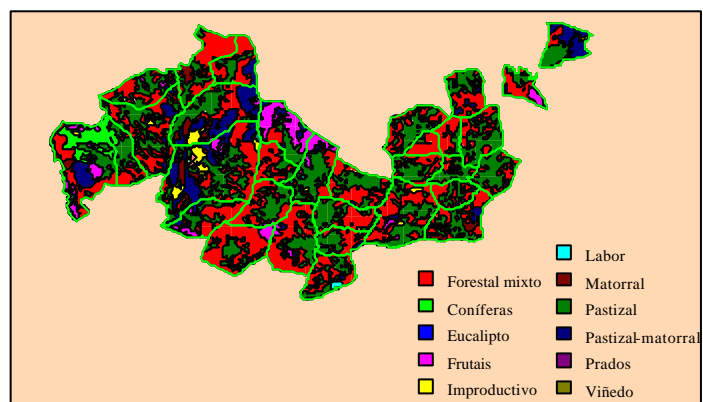 Labor
Forestal mixto
Matorral
Coníferas
Pastizal
Eucalipto
Pastizal-matorral
Frutais
Prados
Improductivo
Viñedo